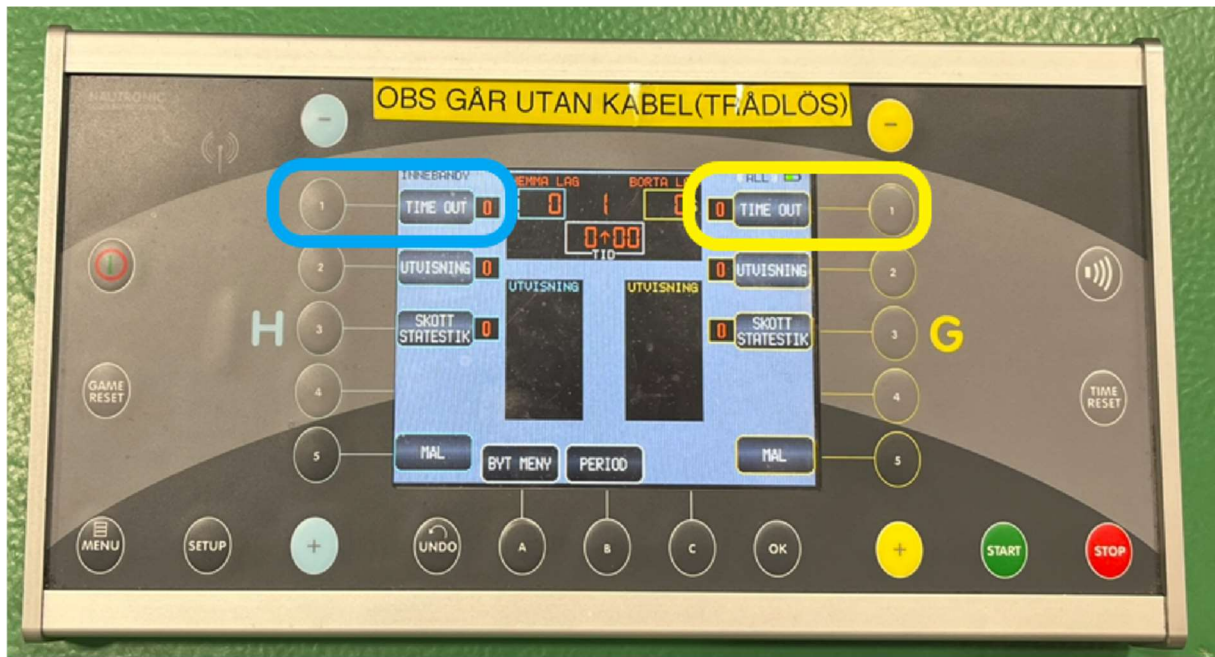 NAUTRONIC
OBS GÅR UTAN KABEL(TRÅDLÖS)
-
-
INNEBANDY
HEMMA LAG
BORTA
ALL
1
TIME OUT
0
0
1
0
0
TIME OUT
1
0↑00
TID
2
UTVISNING
0
0
UTVISNING
2
UTVISNING
UTVISNING
H
3
SKOTT
STATESTIK
0
0
SKOTT
STATESTIK
3
G
GAME
RESET
4
4
TIME
RESET
5
MAL
BYT MENY
PERIOD
MAL
5
MENU
SETUP
+
UNDO
A
B
C
OK
+
START
STOP